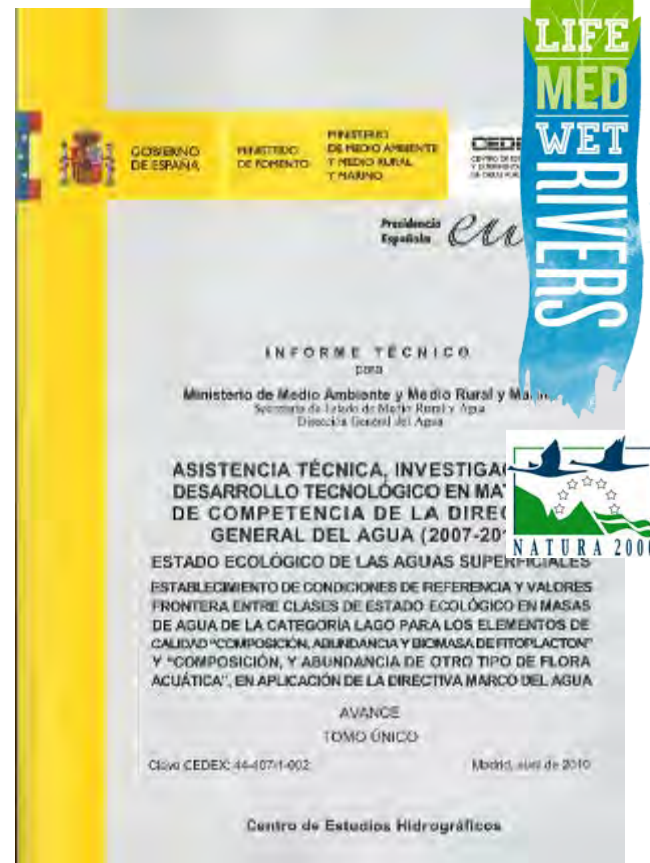 GOBIERNO
DE ESPAÑA
MINISTERIO
DE FOMENTO
MINISTERIO
DE MEDIO AMBIENTE
Y MEDIO RURAL
Y MARINO
CEDE
Presidencia
Española
eu
LIFE
MED
WET
RIVERS
INFORME TÉCNICO
para
Ministerio de Medio Ambiente y Medio Rural y
Secretaría de Estado de Medio Rural y Agua
Dirección General del Agua
ASISTENCIA TÉCNICA, INVESTIGA
DESARROLLO TECNOLÓGICO EN MA
DE COMPETENCIA DE LA DIREC
GENERAL DEL AGUA (2007-20
NATURA 2000
ESTADO ECOLÓGICO DE LAS AGUAS SUPERFICIALES
ESTABLECIMIENTO DE CONDICIONES DE REFERENCIA Y VALORES
FRONTERA ENTRE CLASES DE ESTADO ECOLÓGICO EN MASAS
DE AGUA DE LA CATEGORÍA LAGO PARA LOS ELEMENTOS DE
CALIDAD "COMPOSICIÓN, ABUNDANCIA Y BIOMASA DE FITOPLACTON"
Y "COMPOSICIÓN, Y ABUNDANCIA DE OTRO TIPO DE FLORA
ACUÁTICA", EN APLICACIÓN DE LA DIRECTIVA MARCO DEL AGUA
AVANCE
TOMO ÚNICO
Clave CEDEX: 44-407-1-002
Madrid, abril de 2010
Centro de Estudios Hidrográficos